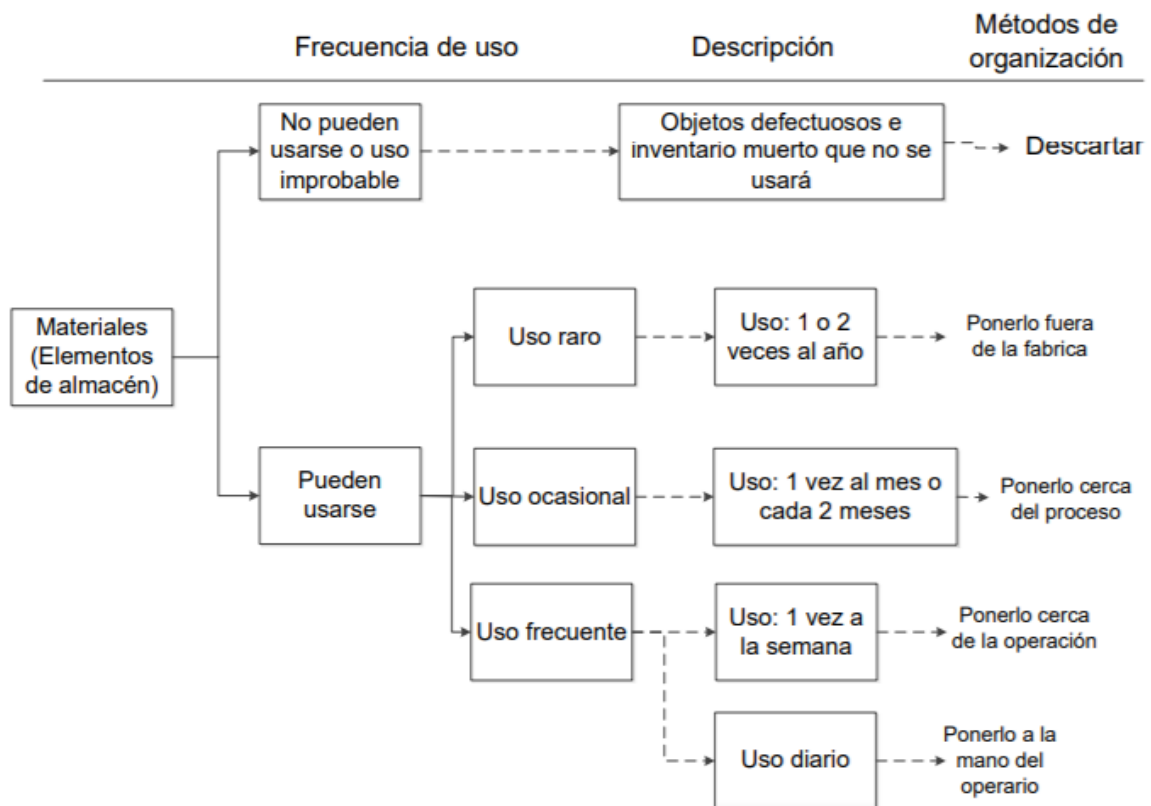 Frecuencia de uso
Descripción
Métodos de
organización
No pueden
usarse o uso
improbable
Objetos defectuosos e
inventario muerto que no se
usará
Descartar
Materiales
(Elementos
de almacén)
Uso raro
Uso: 1 o 2
veces al año
Ponerlo fuera
de la fabrica
Pueden
usarse
Uso ocasional
Uso: 1 vez al mes o
cada 2 meses
Ponerlo cerca
del proceso
Uso frecuente
Uso: 1 vez a
la semana
Ponerlo cerca
de la operación
Uso diario
Ponerlo a la
mano del
operario